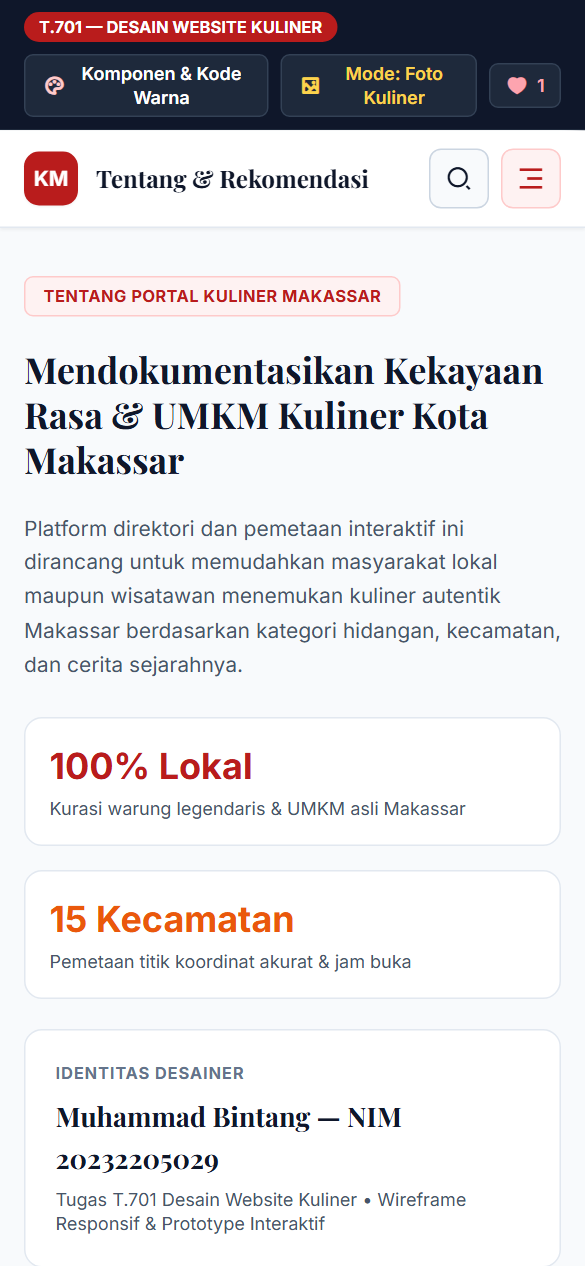 T.701 — DESAIN WEBSITE KULINER
Komponen & Kode
Warna
Mode: Foto
Kuliner
1
KM
Tentang & Rekomendasi
TENTANG PORTAL KULINER MAKASSAR
Mendokumentasikan Kekayaan
Rasa & UMKM Kuliner Kota
Makassar
Platform direktori dan pemetaan interaktif ini
dirancang untuk memudahkan masyarakat lokal
maupun wisatawan menemukan kuliner autentik
Makassar berdasarkan kategori hidangan, kecamatan,
dan cerita sejarahnya.
100% Lokal
Kurasi warung legendaris & UMKM asli Makassar
15 Kecamatan
Pemetaan titik koordinat akurat & jam buka
IDENTITAS DESAINER
Muhammad Bintang — NIM
20232205029
Tugas T.701 Desain Website Kuliner • Wireframe
Responsif & Prototype Interaktif